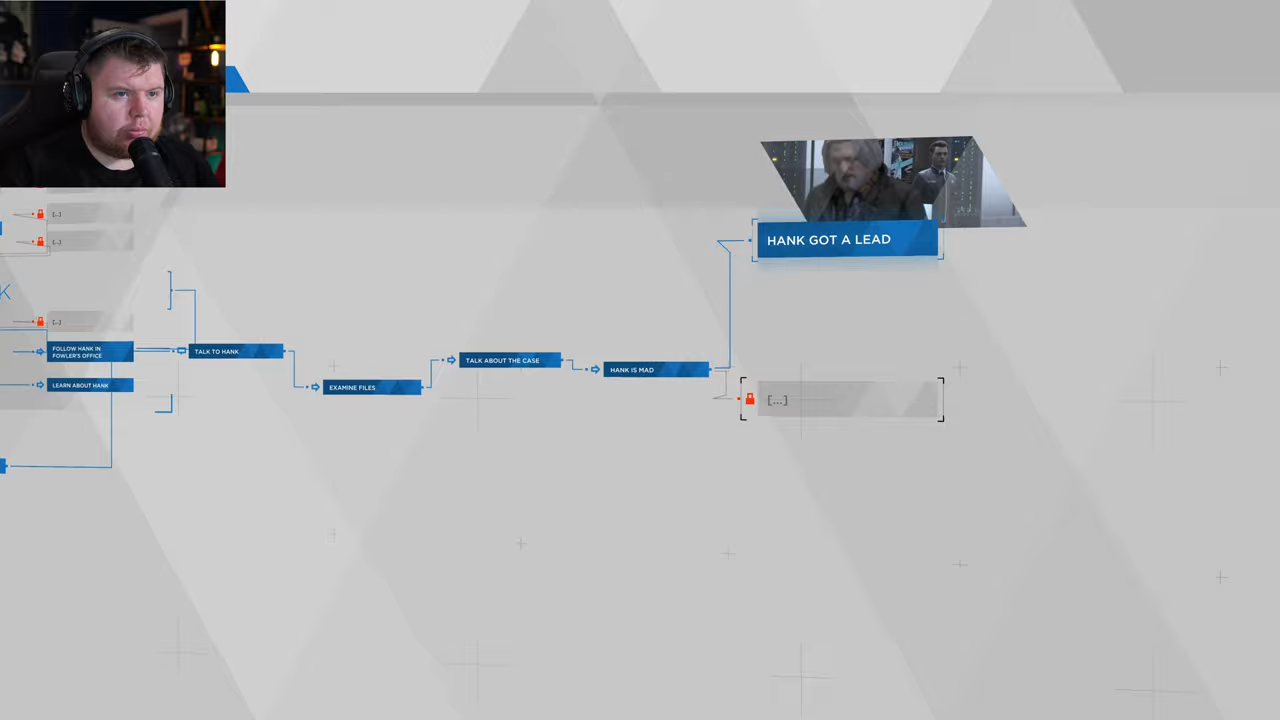 [...]
[...]
HANK GOT A LEAD
K
[...]
FOLLOW HANK IN
FOWLER'S OFFICE
TALK TO HANK
TALK ABOUT THE CASE
HANK IS MAD
LEARN ABOUT HANK
EXAMINE FILES
[...]